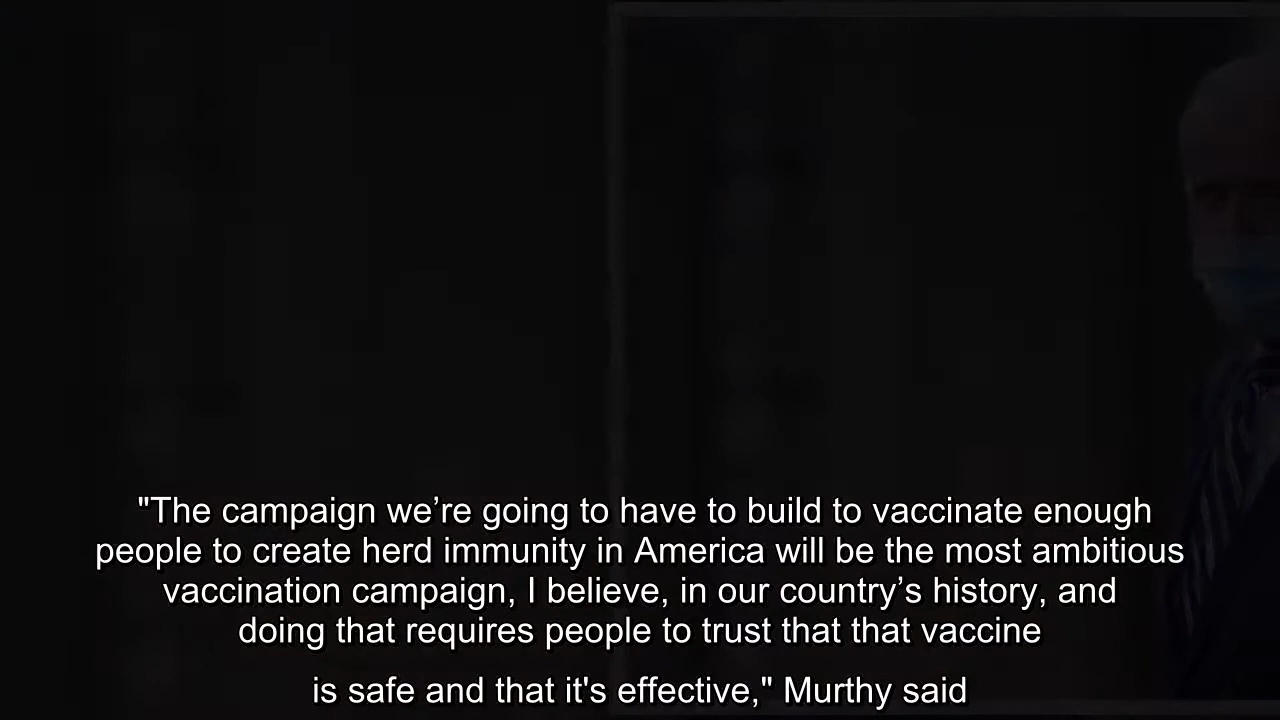 "The campaign we’re going to have to build to vaccinate enough
people to create herd immunity in America will be the most ambitious
vaccination campaign, I believe, in our country’s history, and
doing that requires people to trust that that vaccine
is safe and that it's effective," Murthy said